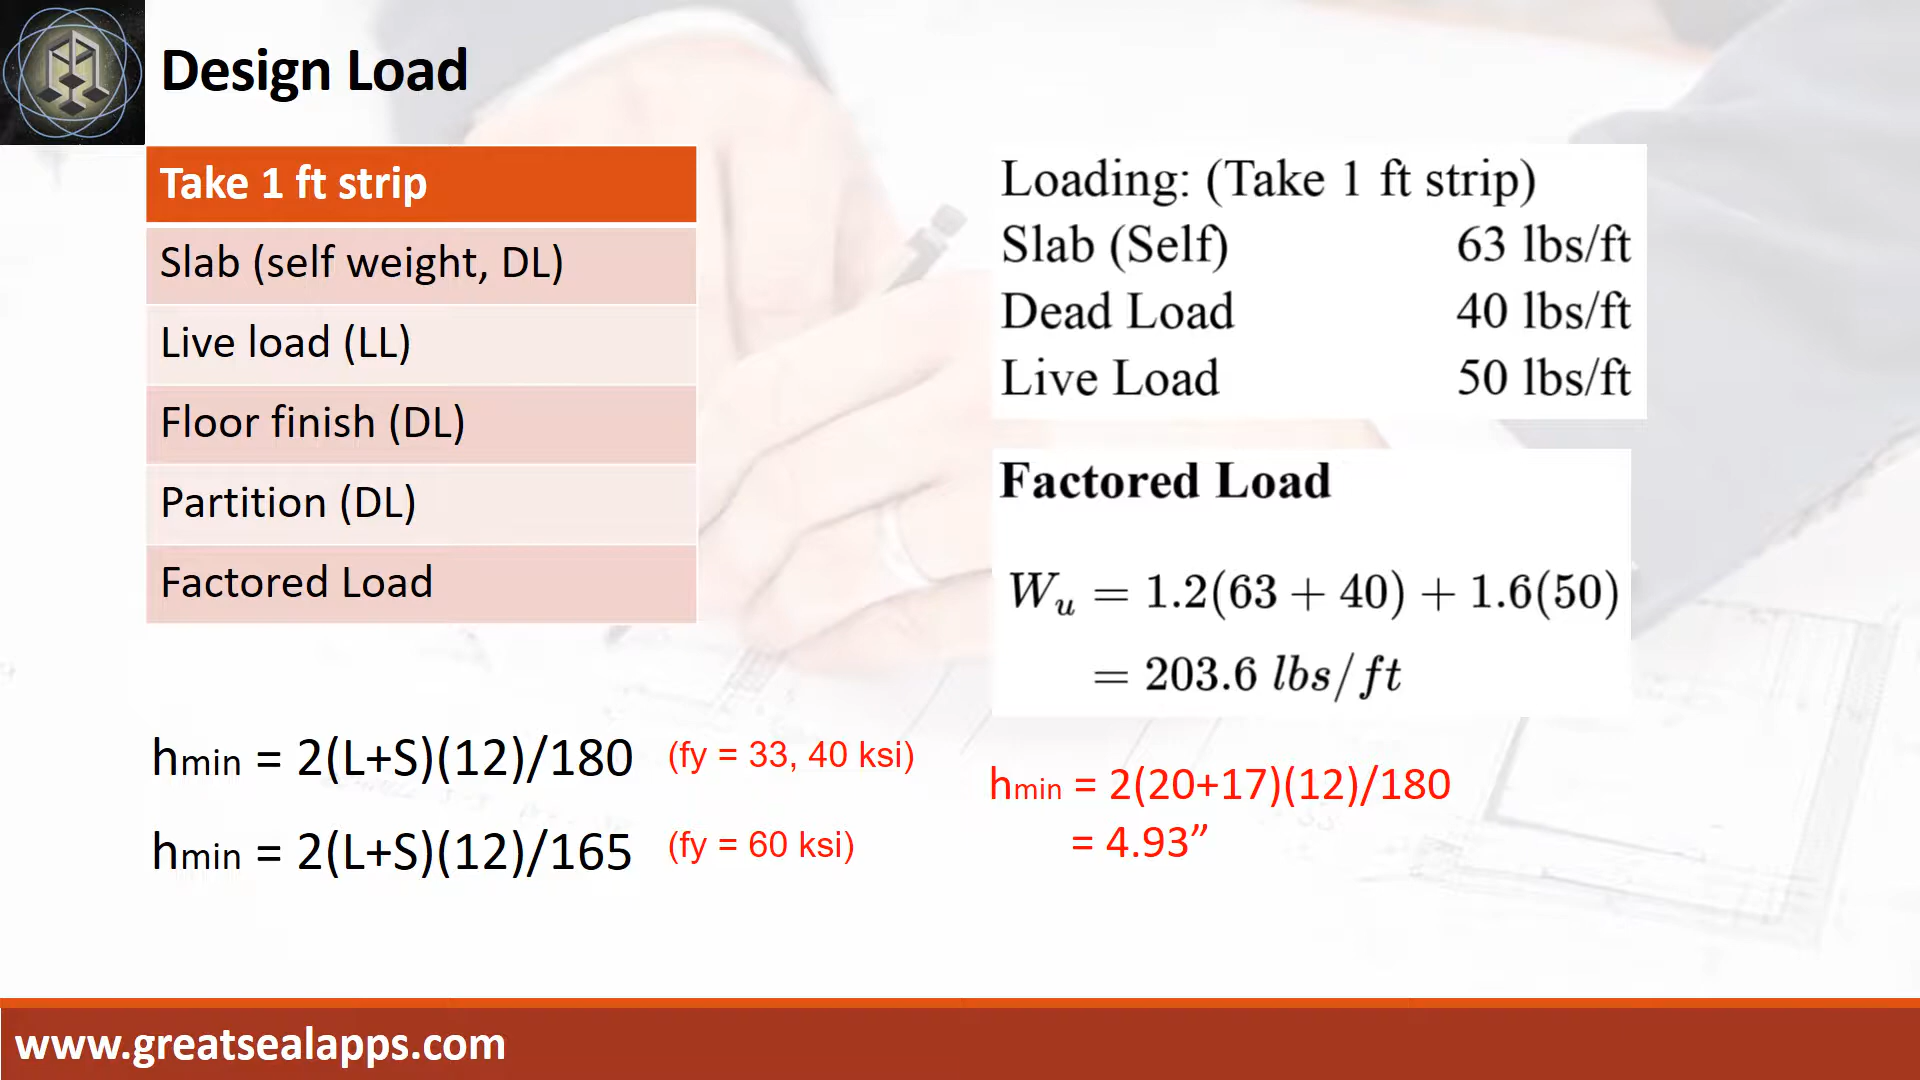 Design Load
Take 1 ft strip
Slab (self weight, DL)
Live load (LL)
Floor finish (DL)
Partition (DL)
Factored Load
Loading: (Take 1 ft strip)
Slab (Self) 63 lbs/ft
Dead Load 40 lbs/ft
Live Load 50 lbs/ft
Factored Load
Wu = 1.2(63 + 40) + 1.6(50)
= 203.6 lbs/ft
hmin = 2(L+S)(12)/180 (fy = 33, 40 ksi)
hmin = 2(L+S)(12)/165 (fy = 60 ksi)
hmin = 2(20+17)(12)/180
= 4.93”
www.greatsealapps.com